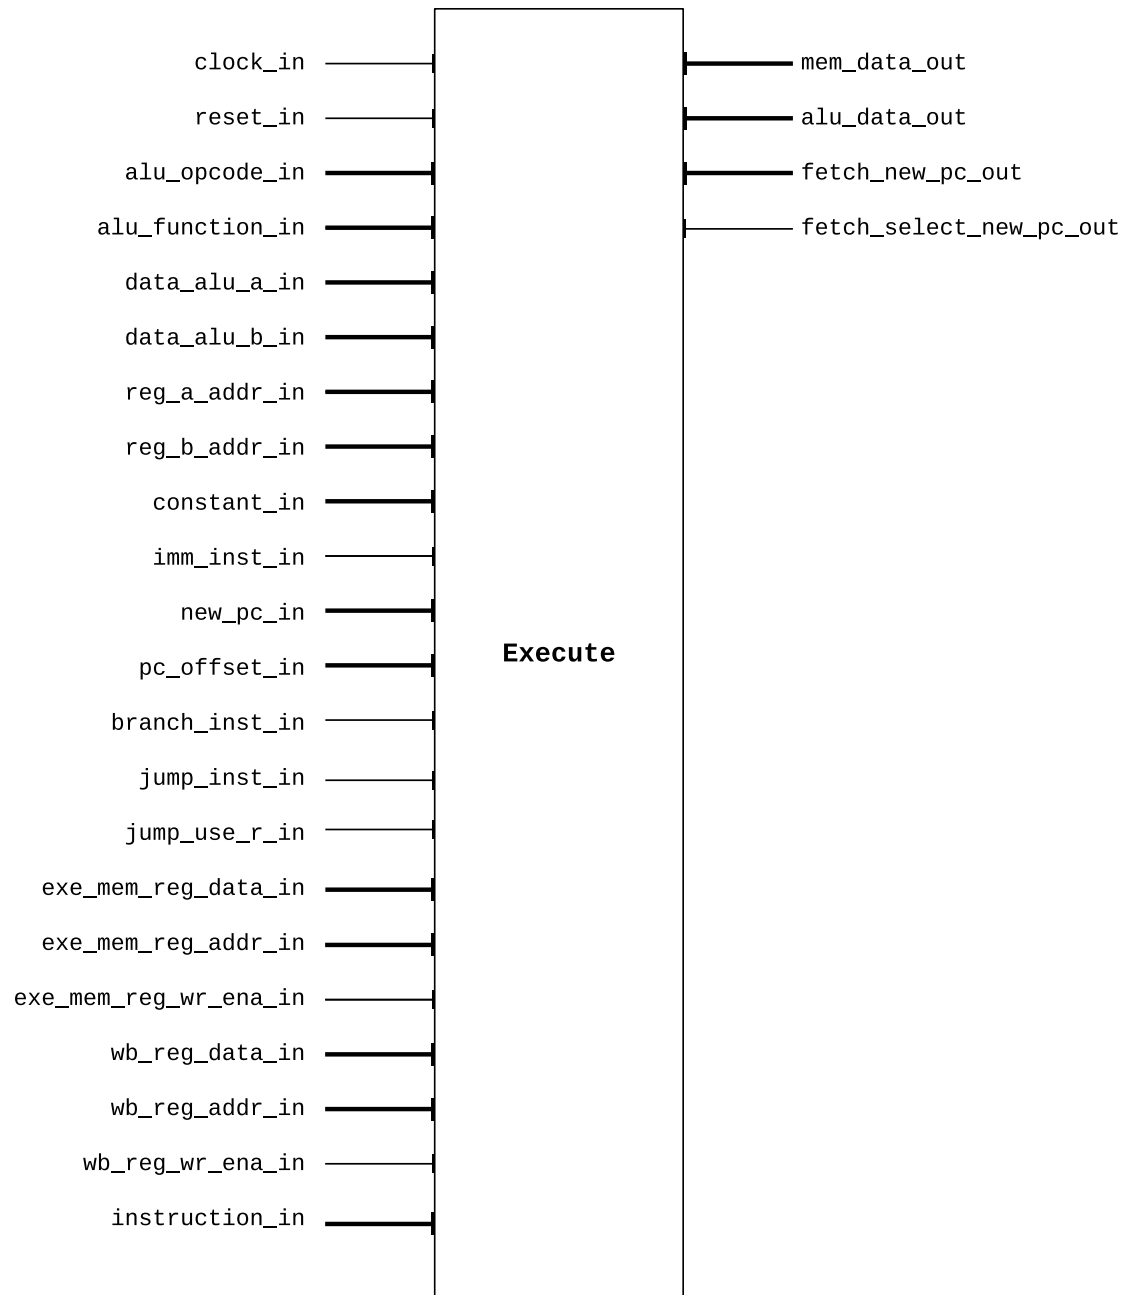 clock_in
mem_data_out
reset_in
alu_data_out
alu_opcode_in
fetch_new_pc_out
alu_function_in
fetch_select_new_pc_out
data_alu_a_in
data_alu_b_in
reg_a_addr_in
reg_b_addr_in
constant_in
imm_inst_in
new_pc_in
Execute
pc_offset_in
branch_inst_in
jump_inst_in
jump_use_r_in
exe_mem_reg_data_in
exe_mem_reg_addr_in
exe_mem_reg_wr_ena_in
wb_reg_data_in
wb_reg_addr_in
wb_reg_wr_ena_in
instruction_in